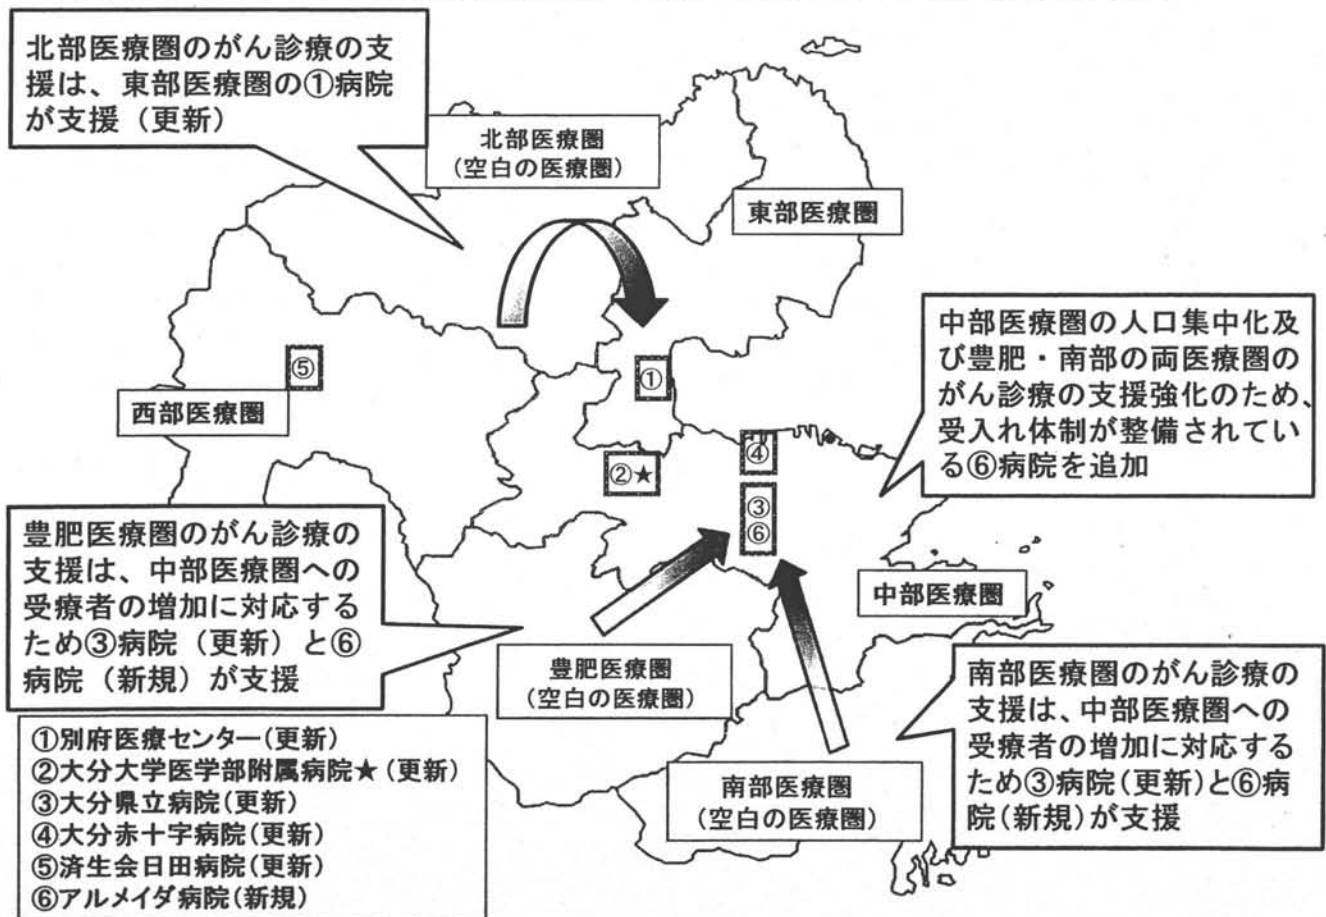 北部医療圏のがん診療の支
援は、東部医療圏の①病院
が支援（更新）
北部医療圏
（空白の医療圏）
東部医療圏
⑤
西部医療圏
①
中部医療圏の人口集中化及
び豊肥・南部の両医療圏の
がん診療の支援強化のため、
受入れ体制が整備されてい
る⑥病院を追加
②★
④
③
⑥
豊肥医療圏のがん診療の
支援は、中部医療圏への
受療者の増加に対応する
ため③病院（更新）と⑥
病院（新規）が支援
中部医療圏
豊肥医療圏
（空白の医療圏）
南部医療圏のがん診療の
支援は、中部医療圏への
受療者の増加に対応する
ため③病院（更新）と⑥病
院（新規）が支援
南部医療圏
（空白の医療圏）
①別府医療センター（更新）
②大分大学医学部附属病院★（更新）
③大分県立病院（更新）
④大分赤十字病院（更新）
⑤済生会日田病院（更新）
⑥アルメイダ病院（新規）